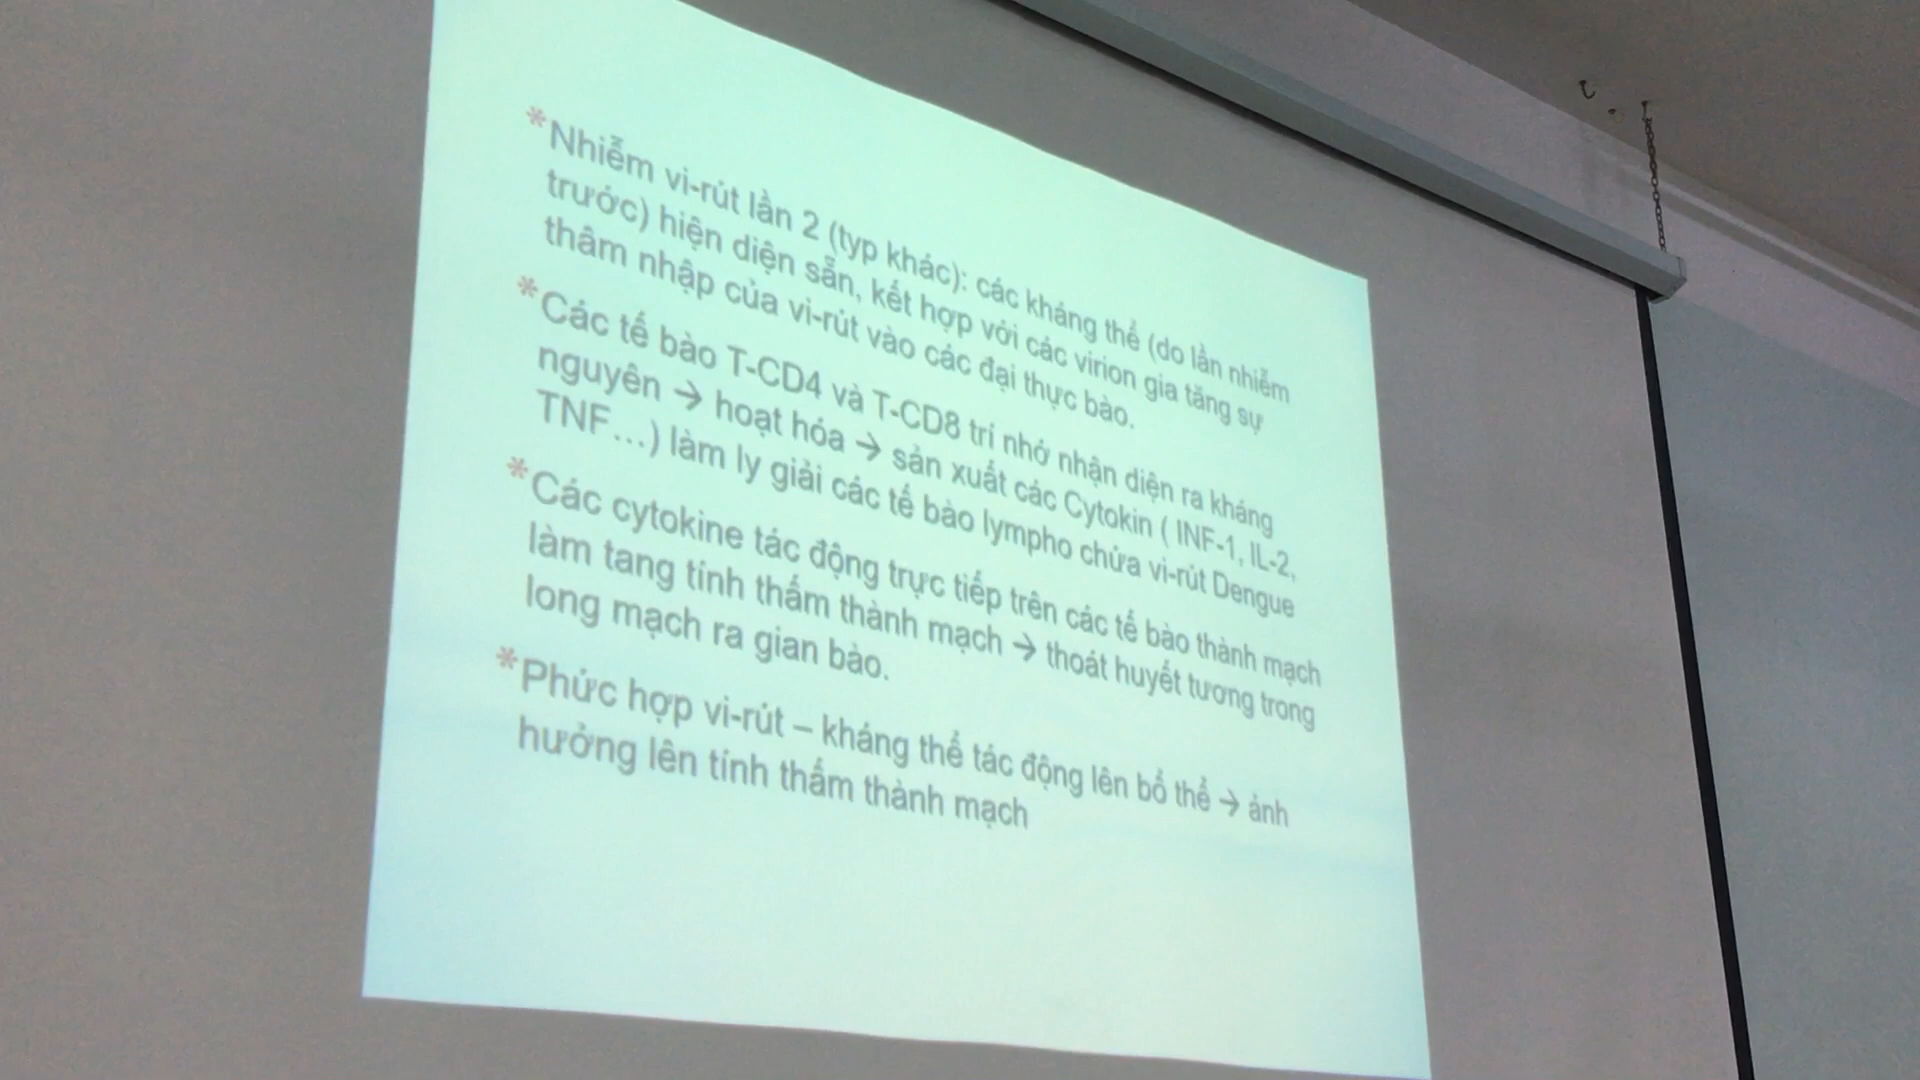 *Nhiễm vi-rút lần 2 (typ khác): các kháng thể (do lần nhiễm
trước) hiện diện sẵn, kết hợp với các virion gia tăng sự
thâm nhập của vi-rút vào các đại thực bào.
*Các tế bào T-CD4 và T-CD8 trí nhớ nhận diện ra kháng
nguyên → hoạt hóa → sản xuất các Cytokin ( INF-1, IL-2,
TNF…) làm ly giải các tế bào lympho chứa vi-rút Dengue
*Các cytokine tác động trực tiếp trên các tế bào thành mạch
làm tang tính thấm thành mạch → thoát huyết tương trong
long mạch ra gian bào.
*Phức hợp vi-rút – kháng thể tác động lên bổ thể → ảnh
hưởng lên tính thấm thành mạch